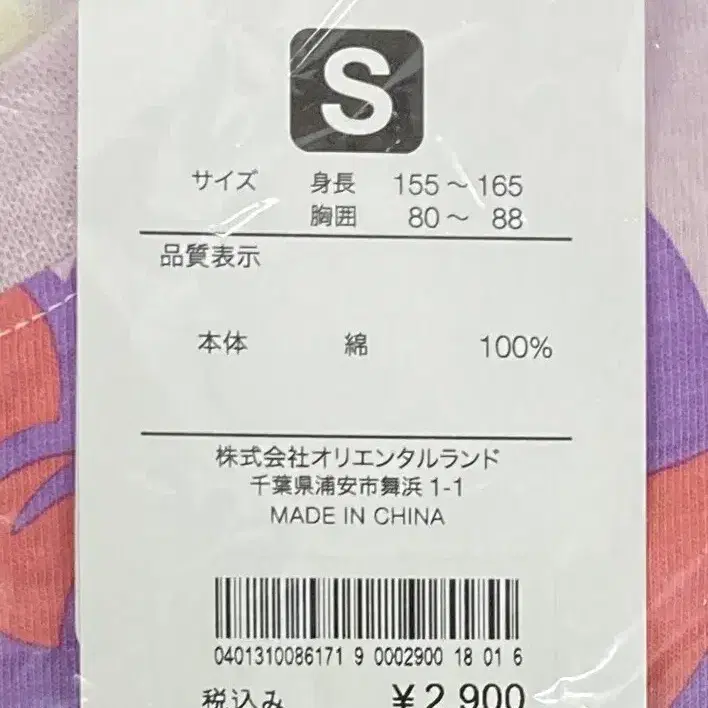 S
サイズ 身長 155～165
胸囲 80～ 88
品質表示
本体 綿 100%
株式会社オリエンタルランド
千葉県浦安市舞浜 1-1
MADE IN CHINA
0401310086171 9 0002900 18 01 6
税込み ¥2,900